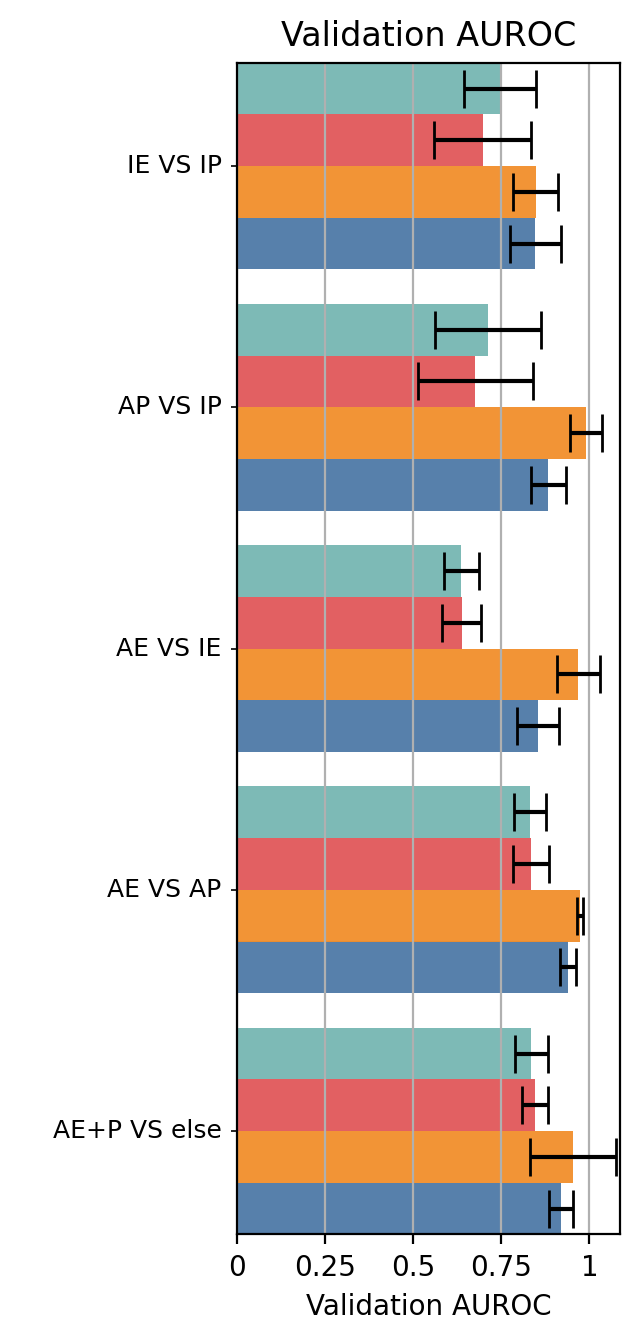 Validation AUROC
IE VS IP
AP VS IP
AE VS IE
AE VS AP
AE+P VS else
0 0.25 0.5 0.75 1
Validation AUROC